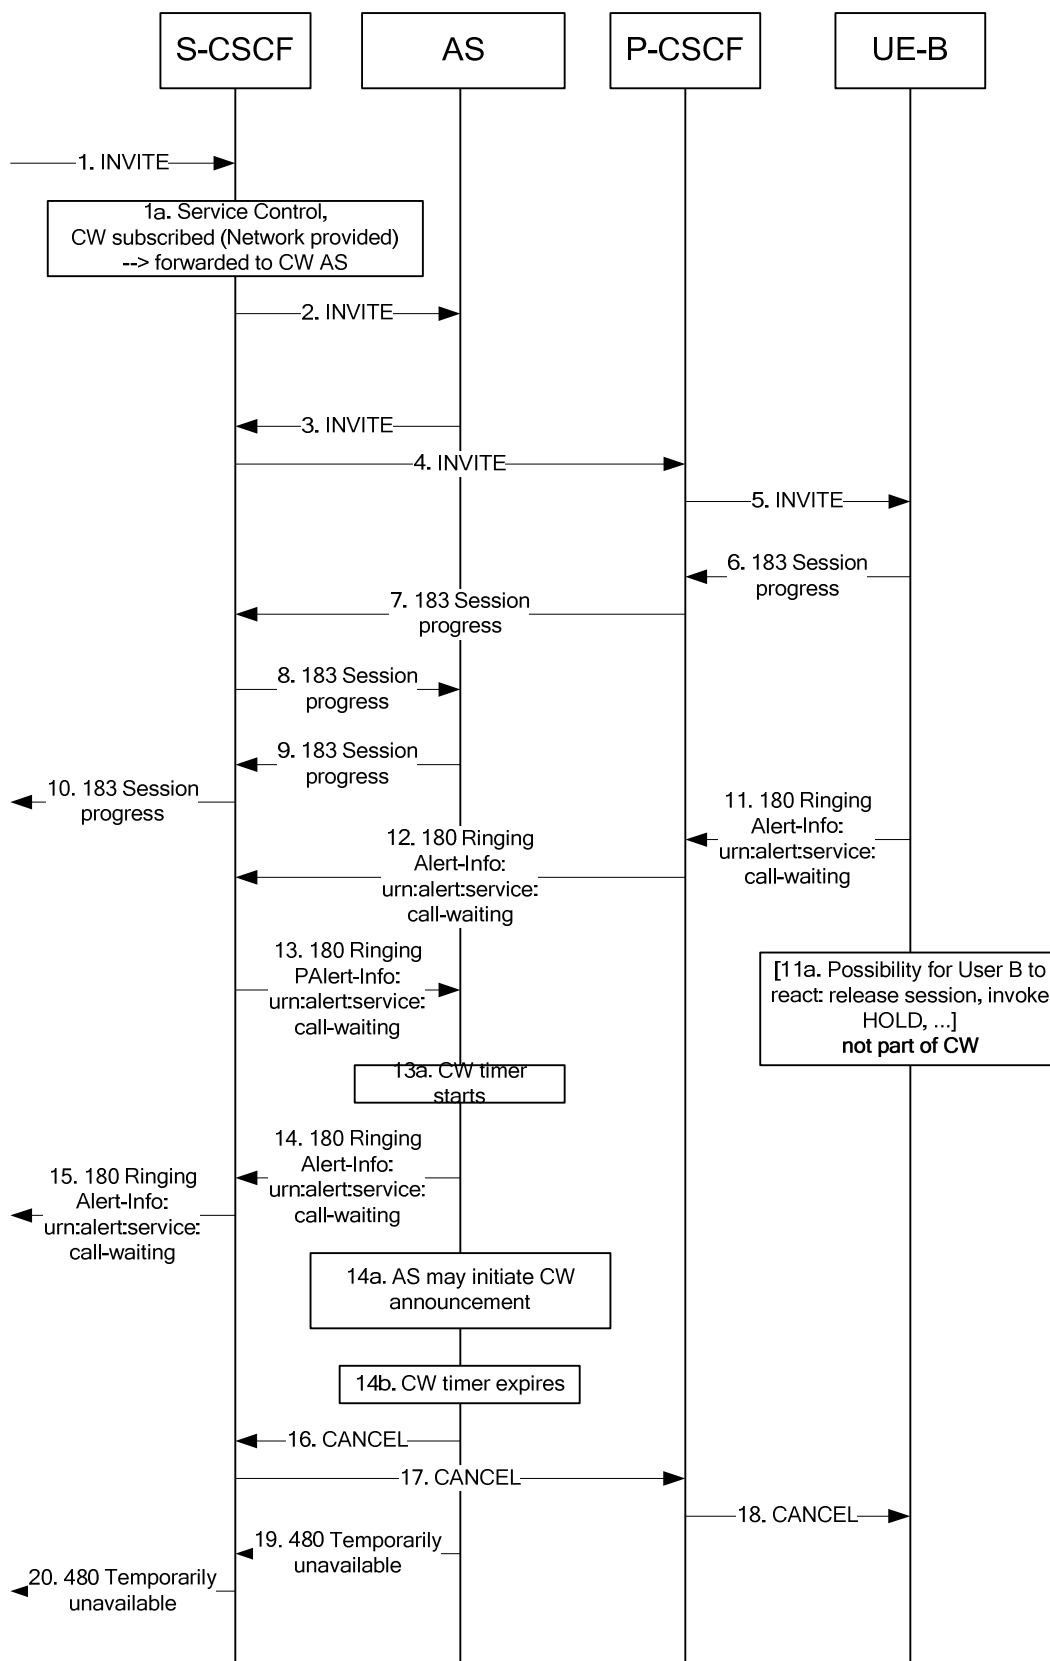 S-CSCF
AS
P-CSCF
UE-B
1. INVITE
1a. Service Control,
CW subscribed (Network provided)
--> forwarded to CW AS
2. INVITE
3. INVITE
4. INVITE
5. INVITE
6. 183 Session
progress
7. 183 Session
progress
8. 183 Session
progress
9. 183 Session
progress
10. 183 Session
progress
11. 180 Ringing
Alert-Info:
urn:alert:service:
call-waiting
12. 180 Ringing
Alert-Info:
urn:alert:service:
call-waiting
13. 180 Ringing
PAlert-Info:
urn:alert:service:
call-waiting
[11a. Possibility for User B to
react: release session, invoke
HOLD, ...]
not part of CW
13a. CW timer
starts
14. 180 Ringing
Alert-Info:
urn:alert:service:
call-waiting
15. 180 Ringing
Alert-Info:
urn:alert:service:
call-waiting
14a. AS may initiate CW
announcement
14b. CW timer expires
16. CANCEL
17. CANCEL
18. CANCEL
19. 480 Temporarily
unavailable
20. 480 Temporarily
unavailable